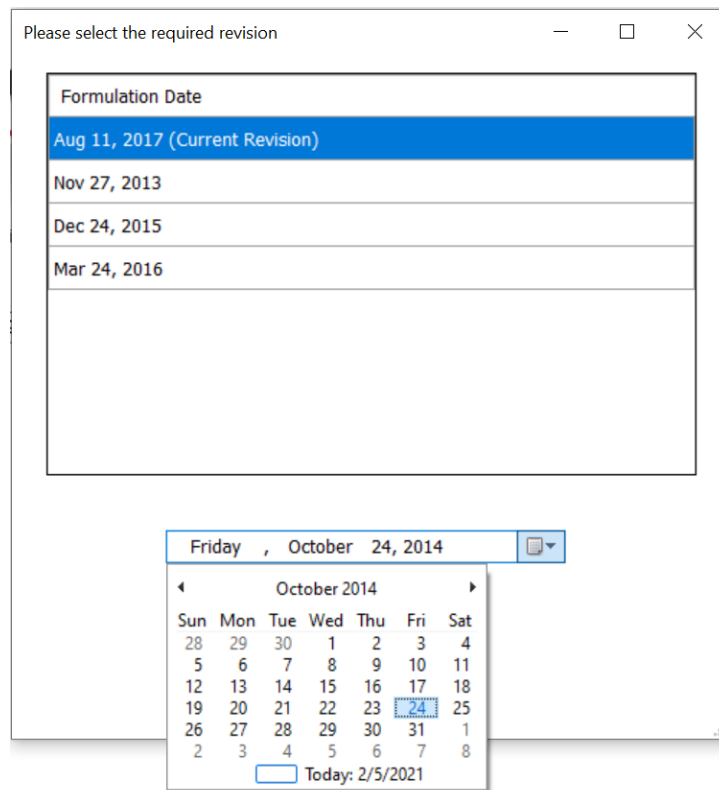 Please select the required revision
Formulation Date
Aug 11, 2017 (Current Revision)
Nov 27, 2013
Dec 24, 2015
Mar 24, 2016
Friday , October 24, 2014
October 2014
Sun Mon Tue Wed Thu Fri Sat
28 29 30 1 2 3 4
5 6 7 8 9 10 11
12 13 14 15 16 17 18
19 20 21 22 23 24 25
26 27 28 29 30 31 1
2 3 4 5 6 7 8
Today: 2/5/2021